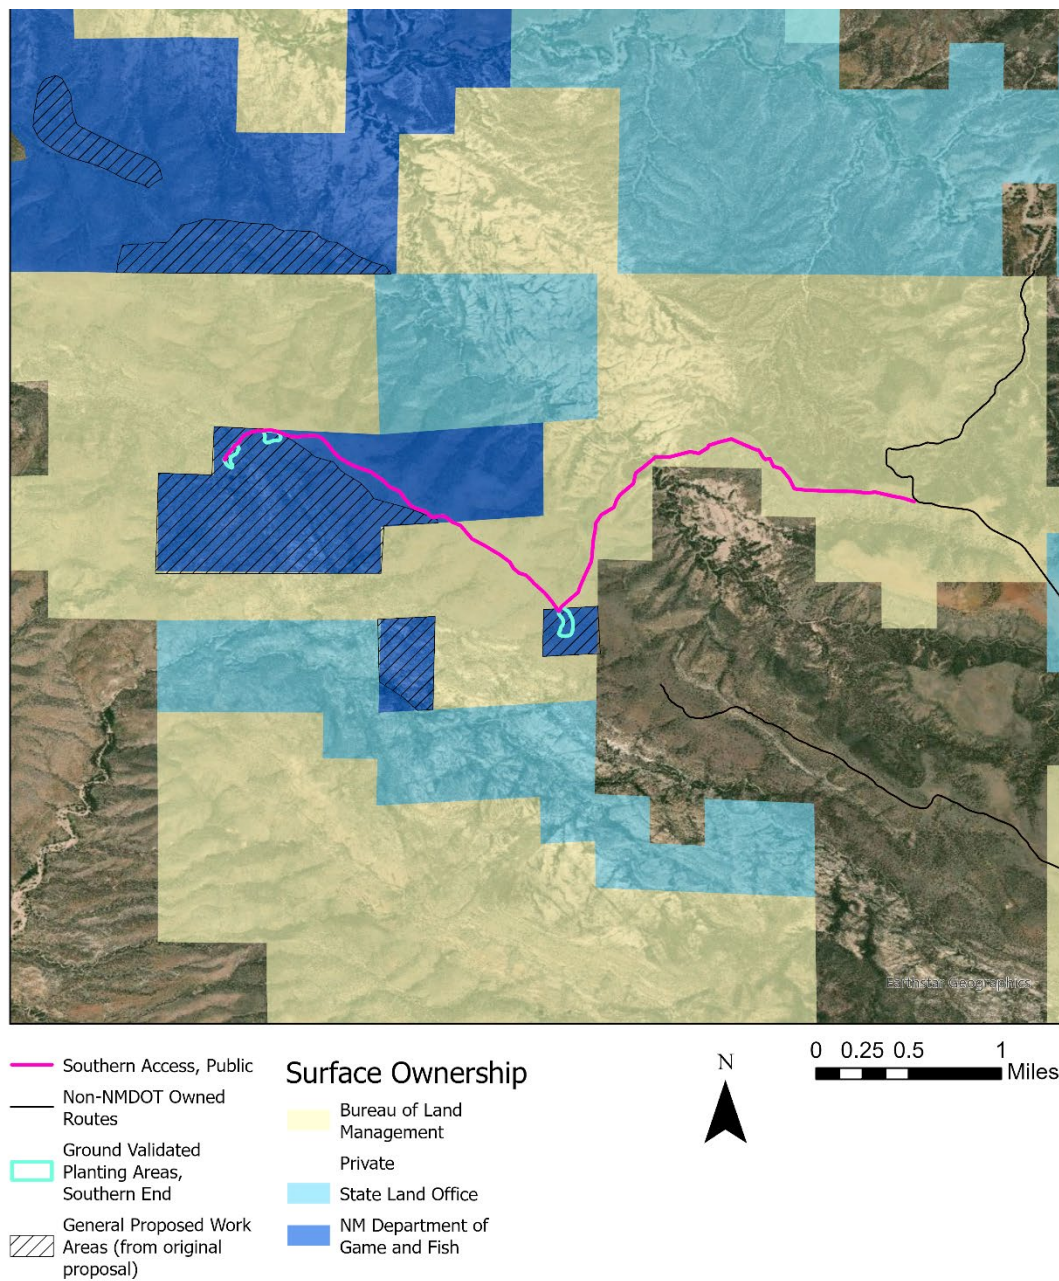 Earthstar Geographics
Southern Access, Public
Non-NMDOT Owned
Routes
Ground Validated
Planting Areas,
Southern End
General Proposed Work
Areas (from original
proposal)
Surface Ownership
Bureau of Land
Management
Private
State Land Office
NM Department of
Game and Fish
N
0 0.25 0.5 1
Miles